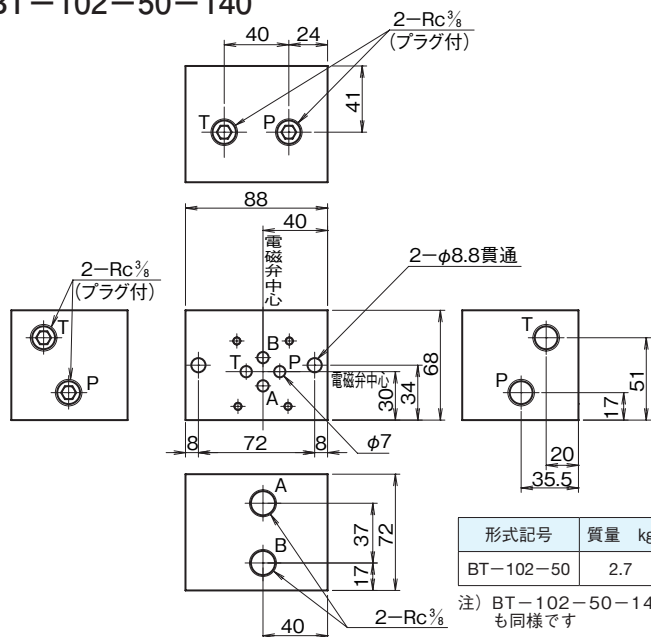 BT－102－50－140
2－Rc⅜
(プラグ付)
40
24
41
T
P
88
40
電磁弁中心
2－φ8.8貫通
2－Rc⅜
(プラグ付)
T
P
B
T
P
A
電磁弁中心
30
34
68
8
72
8
φ7
T
P
51
17
20
35.5
A
B
37
17
72
40
2－Rc⅜
形式記号
質量 kg
BT－102－50
2.7
注) BT－102－50－14
も同様です